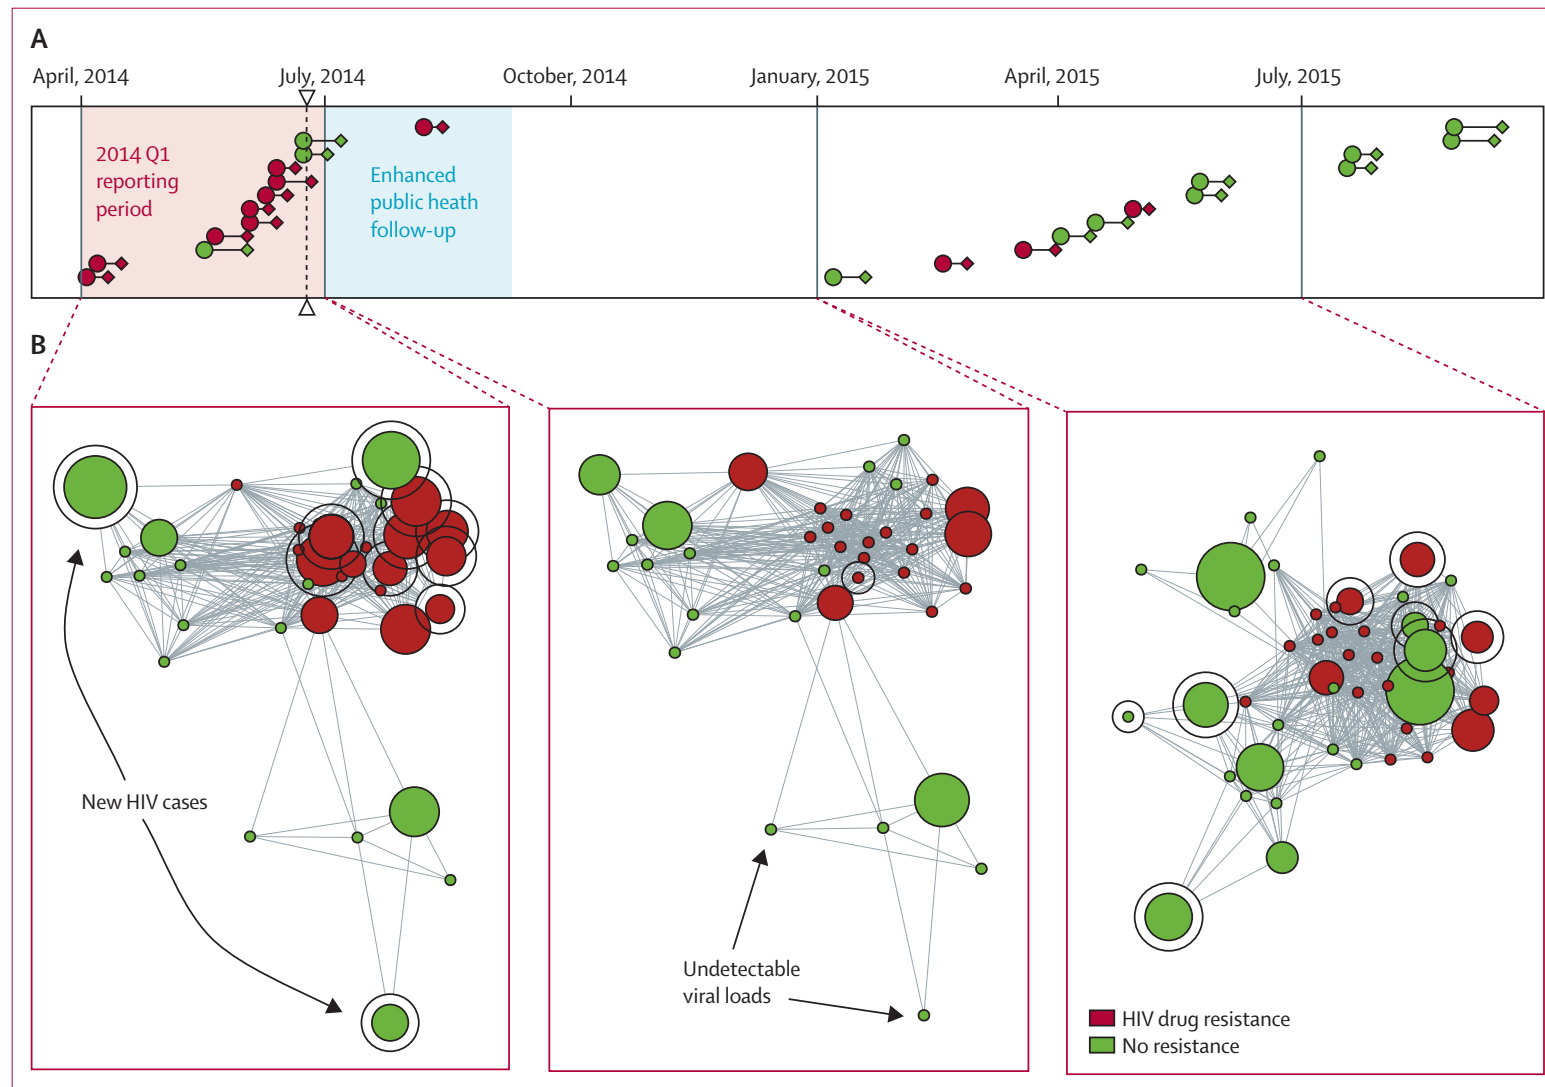 A
April, 2014
July, 2014
October, 2014
January, 2015
April, 2015
July, 2015
2014 Q1
reporting
period
Enhanced
public heath
follow-up
B
New HIV cases
Undetectable
viral loads
HIV drug resistance
No resistance